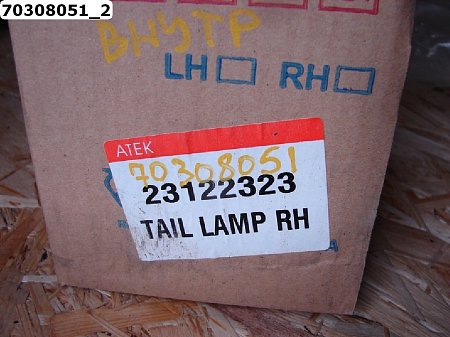 70308051_2
ВНУТР
LH RH
ATEK
70308051
23122323
TAIL LAMP RH